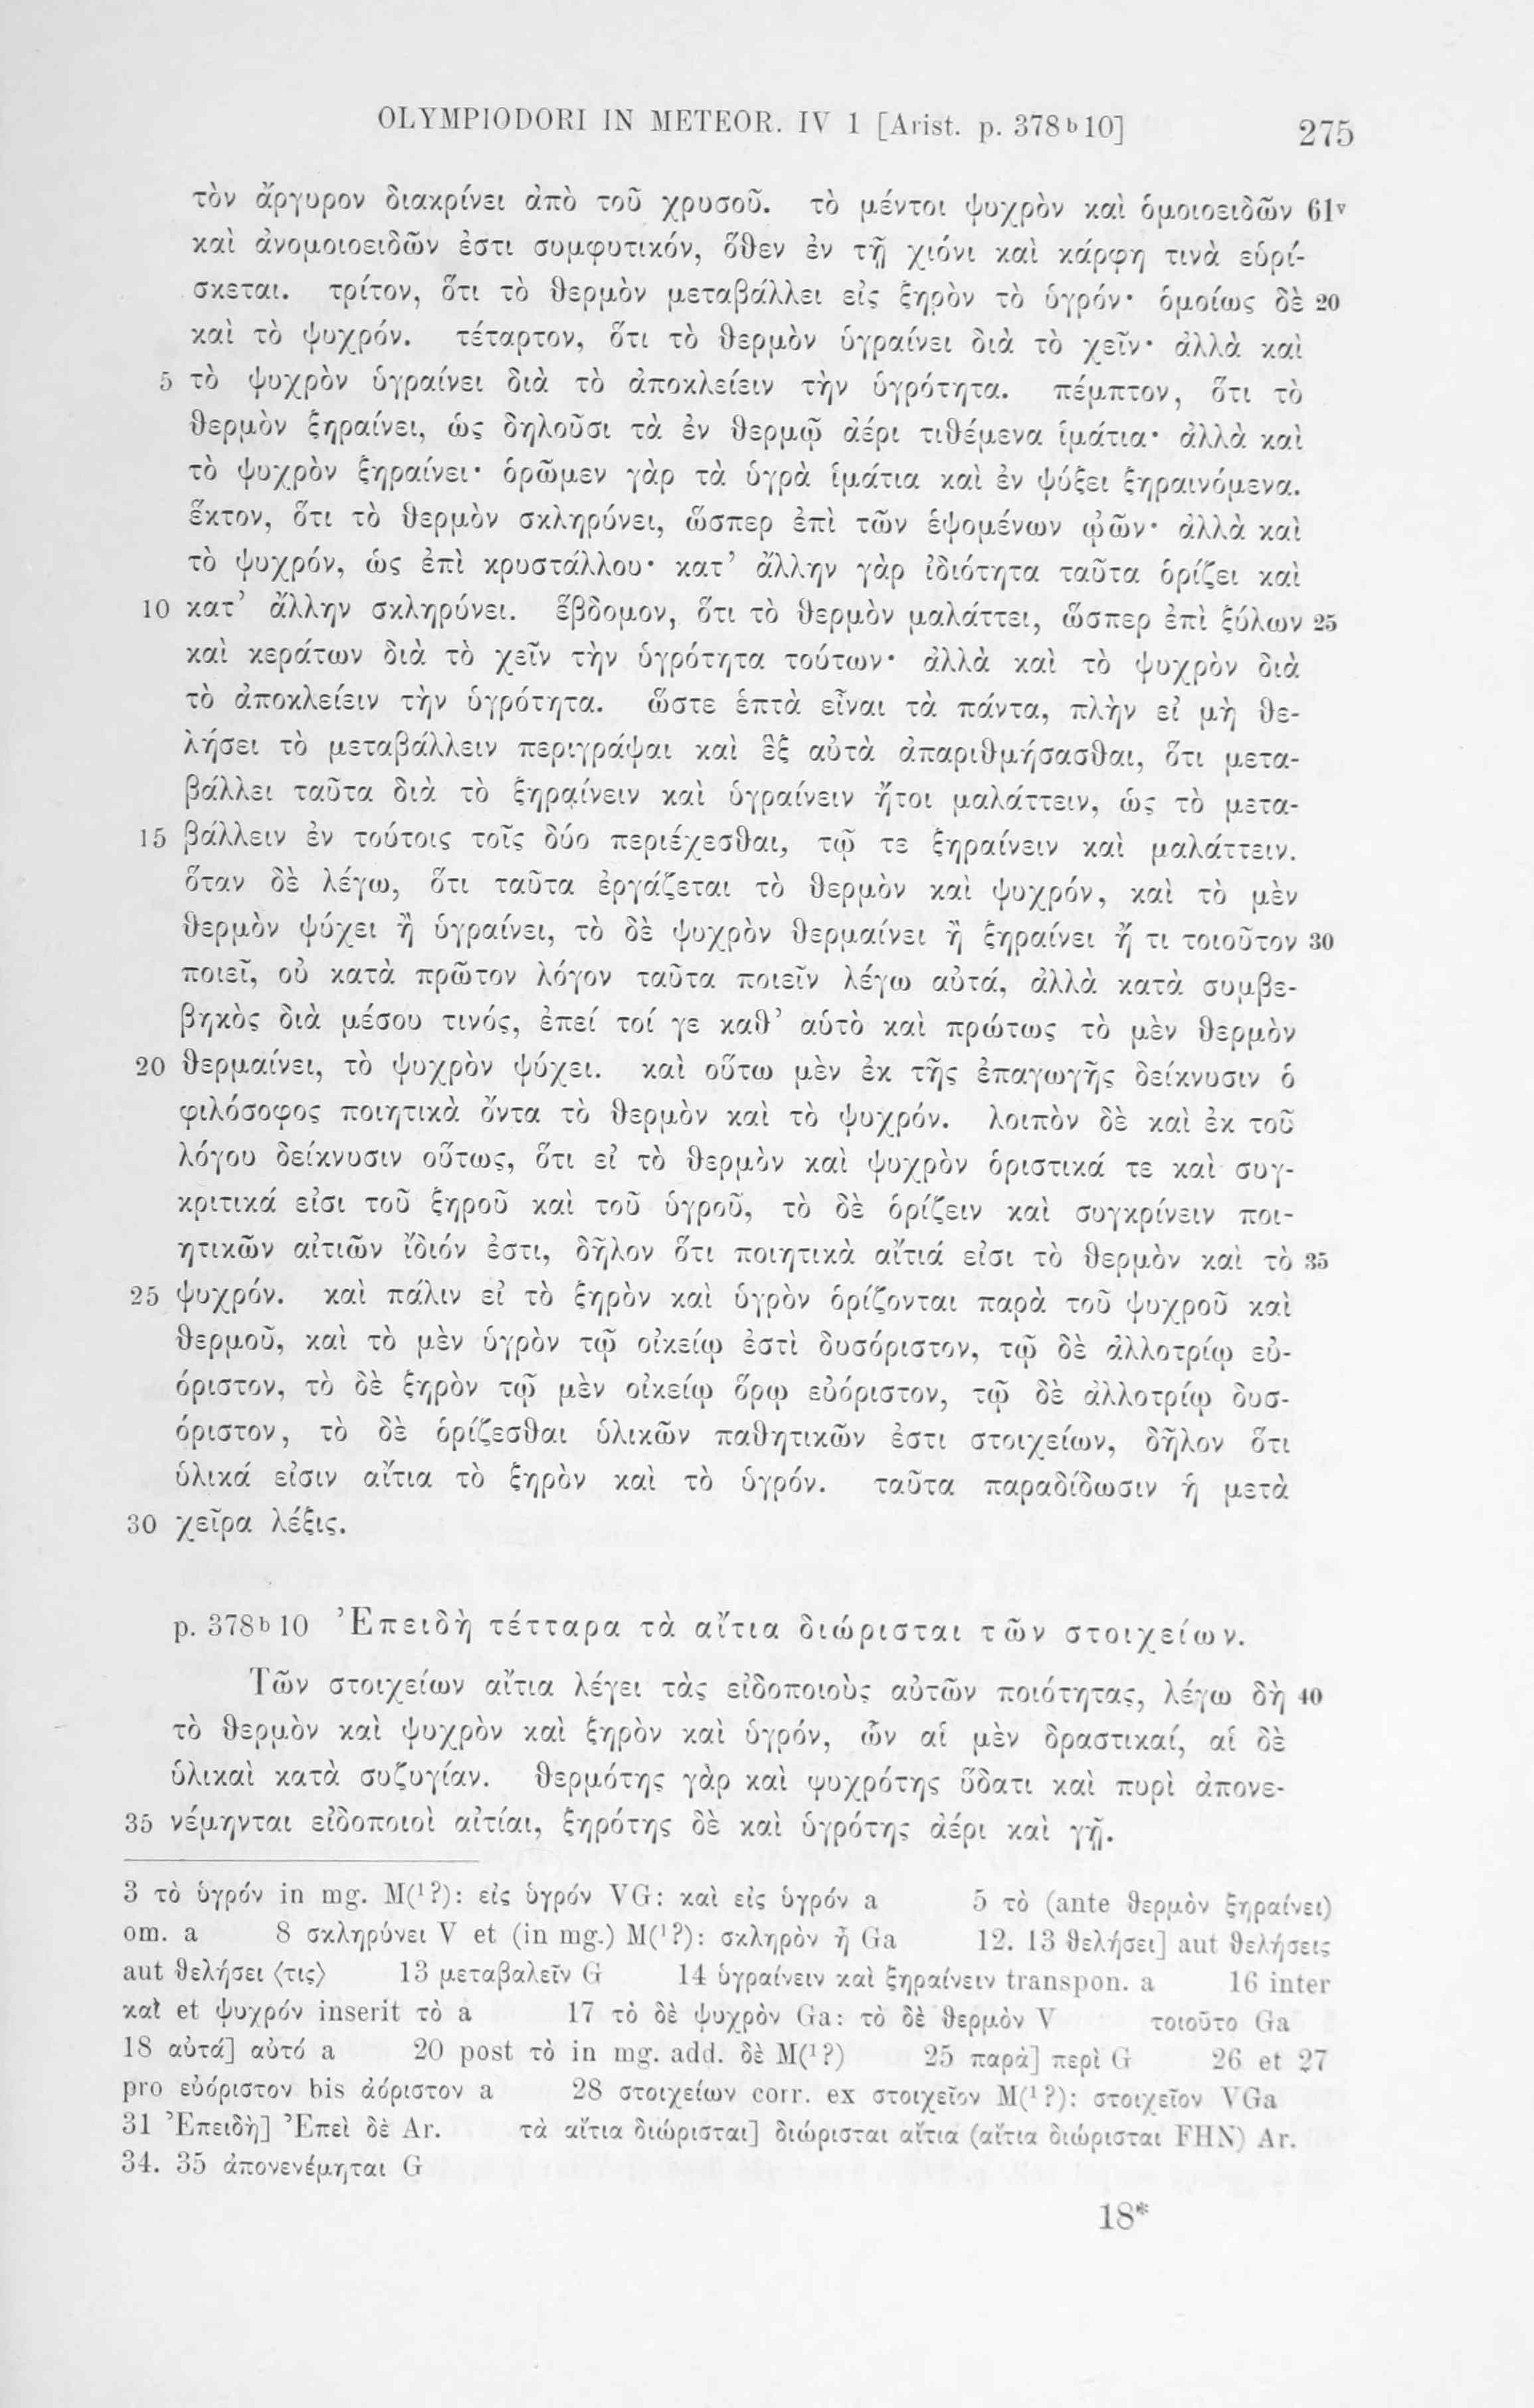 OLYMPIODORI IN METEOR. IV 1 [Arist. p. 378b10] 275
τὸν ἄργυρον διακρίνει ἀπὸ τοῦ χρυσοῦ. τὸ μέντοι ψυχρὸν καὶ ὁμοιοειδῶν 61v
καὶ ἀνομοιοειδῶν ἐστι συμφυτικόν, ὅθεν ἐν τῇ χιόνι καὶ κάρφη τινὰ εὑρί-
σκεται. τρίτον, ὅτι τὸ θερμὸν μεταβάλλει εἰς ξηρὸν τὸ ὑγρόν· ὁμοίως δὲ 20
καὶ τὸ ψυχρόν. τέταρτον, ὅτι τὸ θερμὸν ὑγραίνει διὰ τὸ χεῖν· ἀλλὰ καὶ
5 τὸ ψυχρὸν ὑγραίνει διὰ τὸ ἀποκλείειν τὴν ὑγρότητα. πέμπτον, ὅτι τὸ
θερμὸν ξηραίνει, ὡς δηλοῦσι τὰ ἐν θερμῷ ἀέρι τιθέμενα ἱμάτια· ἀλλὰ καὶ
τὸ ψυχρὸν ξηραίνει· ὁρῶμεν γὰρ τὰ ὑγρὰ ἱμάτια καὶ ἐν ψύξει ξηραινόμενα.
ἕκτον, ὅτι τὸ θερμὸν σκληρύνει, ὥσπερ ἐπὶ τῶν ἑψομένων ᾠῶν· ἀλλὰ καὶ
τὸ ψυχρόν, ὡς ἐπὶ κρυστάλλου· κατ’ ἄλλην γὰρ ἰδιότητα ταῦτα ὁρίζει καὶ
10 κατ’ ἄλλην σκληρύνει. ἕβδομον, ὅτι τὸ θερμὸν μαλάττει, ὥσπερ ἐπὶ ξύλων 25
καὶ κεράτων διὰ τὸ χεῖν τὴν ὑγρότητα τούτων· ἀλλὰ καὶ τὸ ψυχρὸν διὰ
τὸ ἀποκλείειν τὴν ὑγρότητα. ὥστε ἑπτὰ εἶναι τὰ πάντα, πλὴν εἰ μὴ θε-
λήσει τὸ μεταβάλλειν περιγράψαι καὶ ἓξ αὐτὰ ἀπαριθμήσασθαι, ὅτι μετα-
βάλλει ταῦτα διὰ τὸ ξηραίνειν καὶ ὑγραίνειν ἤτοι μαλάττειν, ὡς τὸ μετα-
15 βάλλειν ἐν τούτοις τοῖς δύο περιέχεσθαι, τῷ τε ξηραίνειν καὶ μαλάττειν.
ὅταν δὲ λέγω, ὅτι ταῦτα ἐργάζεται τὸ θερμὸν καὶ ψυχρόν, καὶ τὸ μὲν
θερμὸν ψύχει ἢ ὑγραίνει, τὸ δὲ ψυχρὸν θερμαίνει ἢ ξηραίνει ἤ τι τοιοῦτον 30
ποιεῖ, οὐ κατὰ πρῶτον λόγον ταῦτα ποιεῖν λέγω αὐτά, ἀλλὰ κατὰ συμβε-
βηκὸς διὰ μέσου τινός, ἐπεί τοί γε καθ’ αὑτὸ καὶ πρώτως τὸ μὲν θερμὸν
20 θερμαίνει, τὸ ψυχρὸν ψύχει. καὶ οὕτω μὲν ἐκ τῆς ἐπαγωγῆς δείκνυσιν ὁ
φιλόσοφος ποιητικὰ ὄντα τὸ θερμὸν καὶ τὸ ψυχρόν. λοιπὸν δὲ καὶ ἐκ τοῦ
λόγου δείκνυσιν οὕτως, ὅτι εἰ τὸ θερμὸν καὶ ψυχρὸν ὁριστικά τε καὶ συγ-
κριτικά εἰσι τοῦ ξηροῦ καὶ τοῦ ὑγροῦ, τὸ δὲ ὁρίζειν καὶ συγκρίνειν ποι-
ητικῶν αἰτιῶν ἴδιόν ἐστι, δῆλον ὅτι ποιητικὰ αἴτιά εἰσι τὸ θερμὸν καὶ τὸ 35
25 ψυχρόν. καὶ πάλιν εἰ τὸ ξηρὸν καὶ ὑγρὸν ὁρίζονται παρὰ τοῦ ψυχροῦ καὶ
θερμοῦ, καὶ τὸ μὲν ὑγρὸν τῷ οἰκείῳ ἐστὶ δυσόριστον, τῷ δὲ ἀλλοτρίῳ εὐ-
όριστον, τὸ δὲ ξηρὸν τῷ μὲν οἰκείῳ ὅρῳ εὐόριστον, τῷ δὲ ἀλλοτρίῳ δυσ-
όριστον, τὸ δὲ ὁρίζεσθαι ὑλικῶν παθητικῶν ἐστι στοιχείων, δῆλον ὅτι
ὑλικά εἰσιν αἴτια τὸ ξηρὸν καὶ τὸ ὑγρόν. ταῦτα παραδίδωσιν ἡ μετὰ
30 χεῖρα λέξις.
p. 378b10 Ἐπειδὴ τέτταρα τὰ αἴτια διώρισται τῶν στοιχείων.
Τῶν στοιχείων αἴτια λέγει τὰς εἰδοποιοὺς αὐτῶν ποιότητας, λέγω δὴ 40
τὸ θερμὸν καὶ ψυχρὸν καὶ ξηρὸν καὶ ὑγρόν, ὧν αἱ μὲν δραστικαί, αἱ δὲ
ὑλικαὶ κατὰ συζυγίαν. θερμότης γὰρ καὶ ψυχρότης ὕδατι καὶ πυρὶ ἀπονε-
35 νέμηνται εἰδοποιοὶ αἰτίαι, ξηρότης δὲ καὶ ὑγρότης ἀέρι καὶ γῇ.
3 τὸ ὑγρόν in mg. M(¹?): εἰς ὑγρόν VG: καὶ εἰς ὑγρόν a 5 τὸ (ante θερμὸν ξηραίνει)
om. a 8 σκληρύνει V et (in mg.) M(¹?): σκληρὸν ᾖ Ga 12. 13 θελήσει] aut θελήσεις
aut θελήσει ⟨τις⟩ 13 μεταβαλεῖν G 14 ὑγραίνειν καὶ ξηραίνειν transpon. a 16 inter
καὶ et ψυχρόν inserit τὸ a 17 τὸ δὲ ψυχρὸν Ga: τὸ δὲ θερμὸν V τοιοῦτο Ga
18 αὐτά] αὐτό a 20 post τὸ in mg. add. δὲ M(¹?) 25 παρὰ] περὶ G 26 et 27
pro εὐόριστον bis ἀόριστον a 28 στοιχείων corr. ex στοιχεῖον M(¹?): στοιχεῖον VGa
31 Ἐπειδὴ] Ἐπεὶ δὲ Ar. τὰ αἴτια διώρισται] διώρισται αἴτια (αἴτια διώρισται FHN) Ar.
34. 35 ἀπονενέμηται G
18*